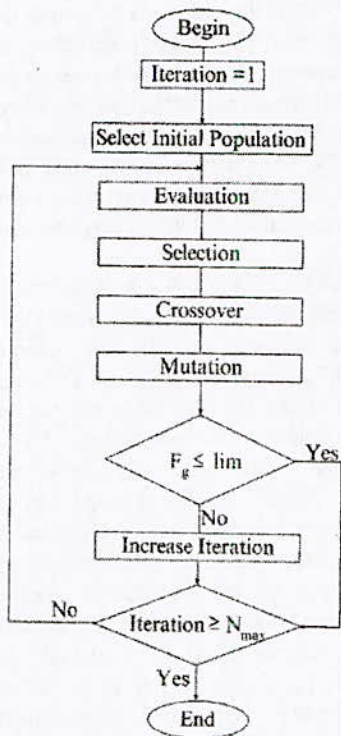 Begin
Iteration =1
Select Initial Population
Evaluation
Selection
Crossover
Mutation
F_g ≤ lim
Yes
No
Increase Iteration
No
Iteration ≥ N_max
Yes
End